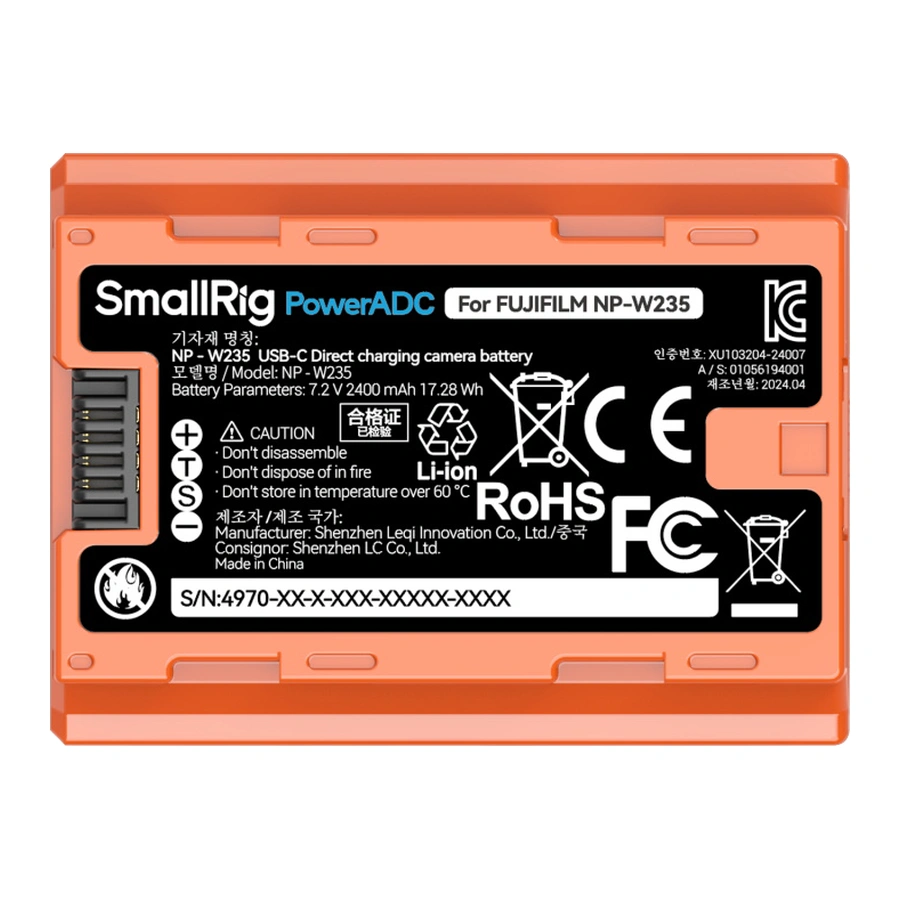 SmallRig PowerADC For FUJIFILM NP-W235
기자재 명칭:
NP - W235 USB-C Direct charging camera battery
모델명 / Model: NP - W235
Battery Parameters: 7.2 V 2400 mAh 17.28 Wh
인증번호: XU103204-24007
A / S: 01056194001
제조년월: 2024.04
+
T
S
−
CAUTION
· Don't disassemble
· Don't dispose of in fire
· Don't store in temperature over 60 °C
合格证
已检验
Li-ion
CE
RoHS
FC
제조자 /제조 국가:
Manufacturer: Shenzhen Leqi Innovation Co., Ltd./중국
Consignor: Shenzhen LC Co., Ltd.
Made in China
S/N:4970-XX-X-XXX-XXXXX-XXXX